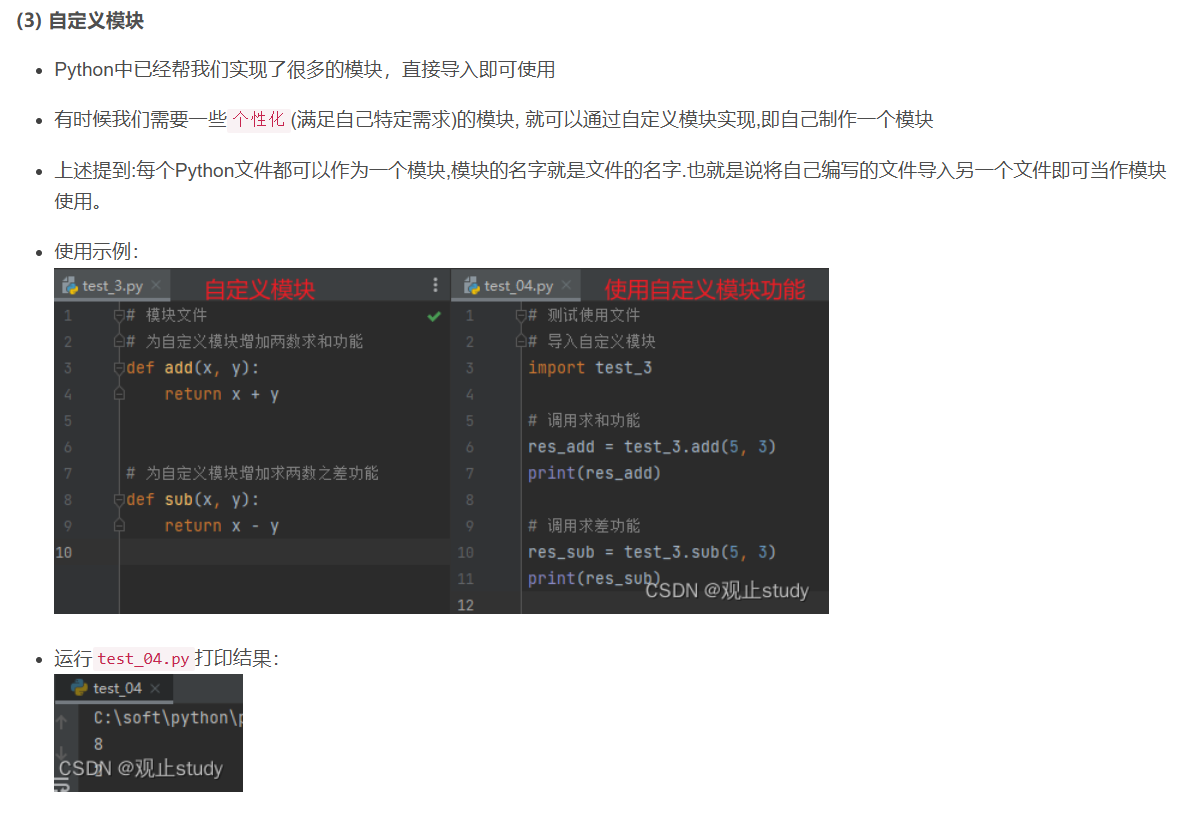 (3) 自定义模块
Python中已经帮我们实现了很多的模块，直接导入即可使用
有时候我们需要一些 个性化 (满足自己特定需求)的模块, 就可以通过自定义模块实现,即自己制作一个模块
上述提到:每个Python文件都可以作为一个模块,模块的名字就是文件的名字.也就是说将自己编写的文件导入另一个文件即可当作模块
使用。
使用示例：
test_3.py
自定义模块
1 # 模块文件
2 # 为自定义模块增加两数求和功能
3 def add(x, y):
4 return x + y
5
6
7 # 为自定义模块增加求两数之差功能
8 def sub(x, y):
9 return x - y
10
test_04.py
使用自定义模块功能
1 # 测试使用文件
2 # 导入自定义模块
3 import test_3
4
5 # 调用求和功能
6 res_add = test_3.add(5, 3)
7 print(res_add)
8
9 # 调用求差功能
10 res_sub = test_3.sub(5, 3)
11 print(res_sub)
12
CSDN @观止study
运行 test_04.py 打印结果：
test_04
C:\soft\python\
8
CSDN @观止study